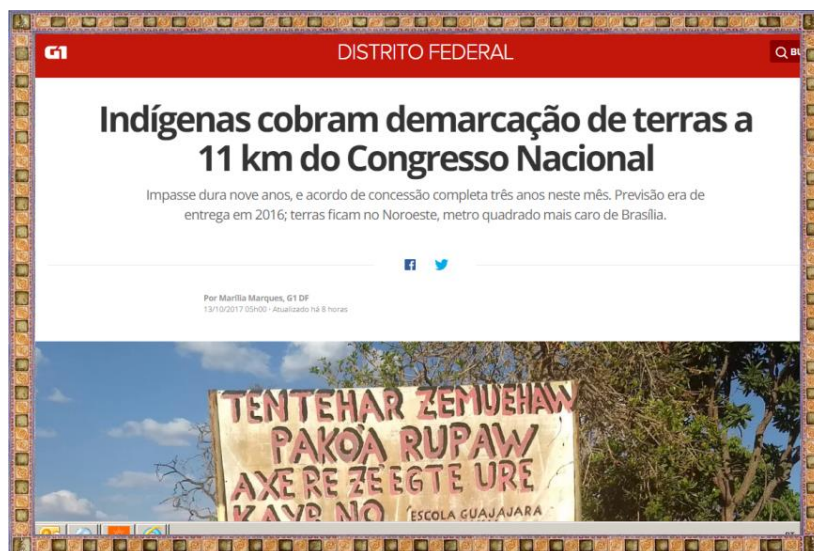 G1
DISTRITO FEDERAL
Indígenas cobram demarcação de terras a
11 km do Congresso Nacional
Impasse dura nove anos, e acordo de concessão completa três anos neste mês. Previsão era de
entrega em 2016; terras ficam no Noroeste, metro quadrado mais caro de Brasília.
Por Marília Marques, G1 DF
13/10/2017 05h00 · Atualizado há 8 horas
TENTEHAR ZEMUEHAW
PAKO'A RUPAW
AXE RE ZE'EGTE URE
ESCOLA GUAJAJARA